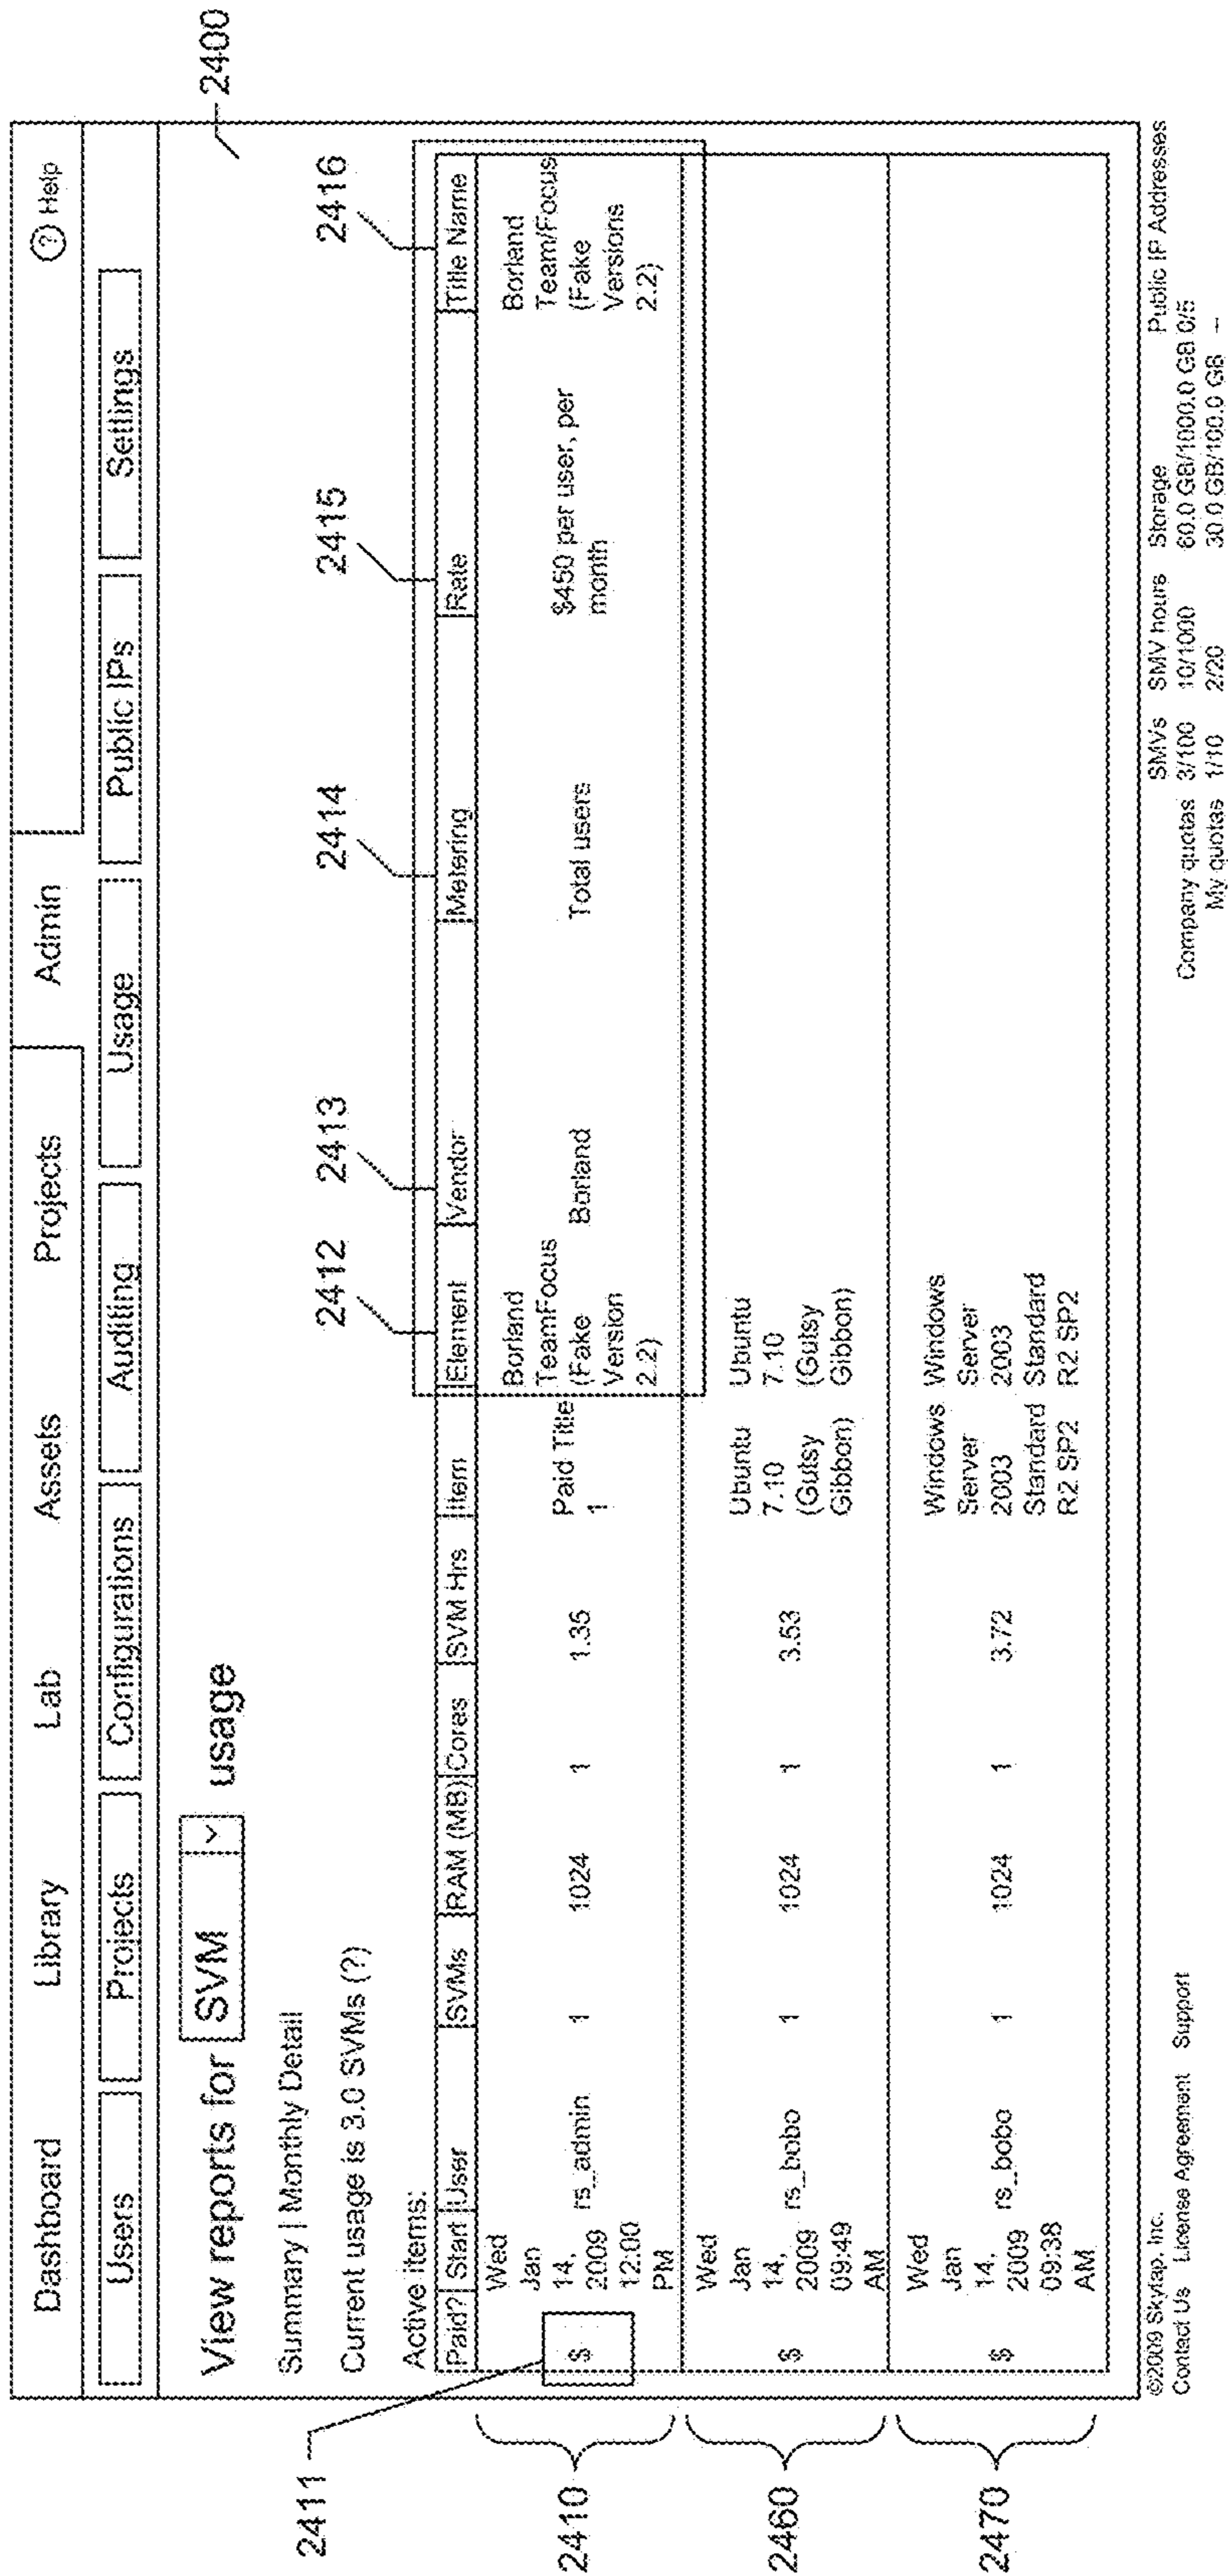 Dashboard Library Lab Assets Projects Admin (?) Help
Users Projects Configurations Auditing Usage Public IPs Settings
2400
View reports for SVM usage
Summary | Monthly Detail
Current usage is 3.0 SVMs (?)
2411
2412
2413
2414
2415
2416
Active items:
Paid? Start User SVMs RAM (MB) Cores SVM Hrs Item Element Vendor Metering Rate Title Name
2410
$ Wed Jan 14, 2009 12:00 PM rs_admin 1 1024 1 1.35 Paid Title 1 Borland TeamFocus (Fake Version 2.2) Borland Total users $450 per user, per month Borland Team/Focus (Fake Versions 2.2)
2460
$ Wed Jan 14, 2009 09:49 AM rs_bobo 1 1024 1 3.53 Ubuntu 7.10 (Gutsy Gibbon) Ubuntu 7.10 (Gutsy Gibbon)
2470
$ Wed Jan 14, 2009 09:38 AM rs_bobo 1 1024 1 3.72 Windows Server 2003 Standard R2 SP2 Windows Server 2003 Standard R2 SP2
©2009 Skytap, Inc.
Contact Us License Agreement Support
SMVs SMV hours Storage Public IP Addresses
Company quotas 3/100 10/1000 60.0 GB/1000.0 GB 0/5
My quotas 1/10 2/20 30.0 GB/100.0 GB --